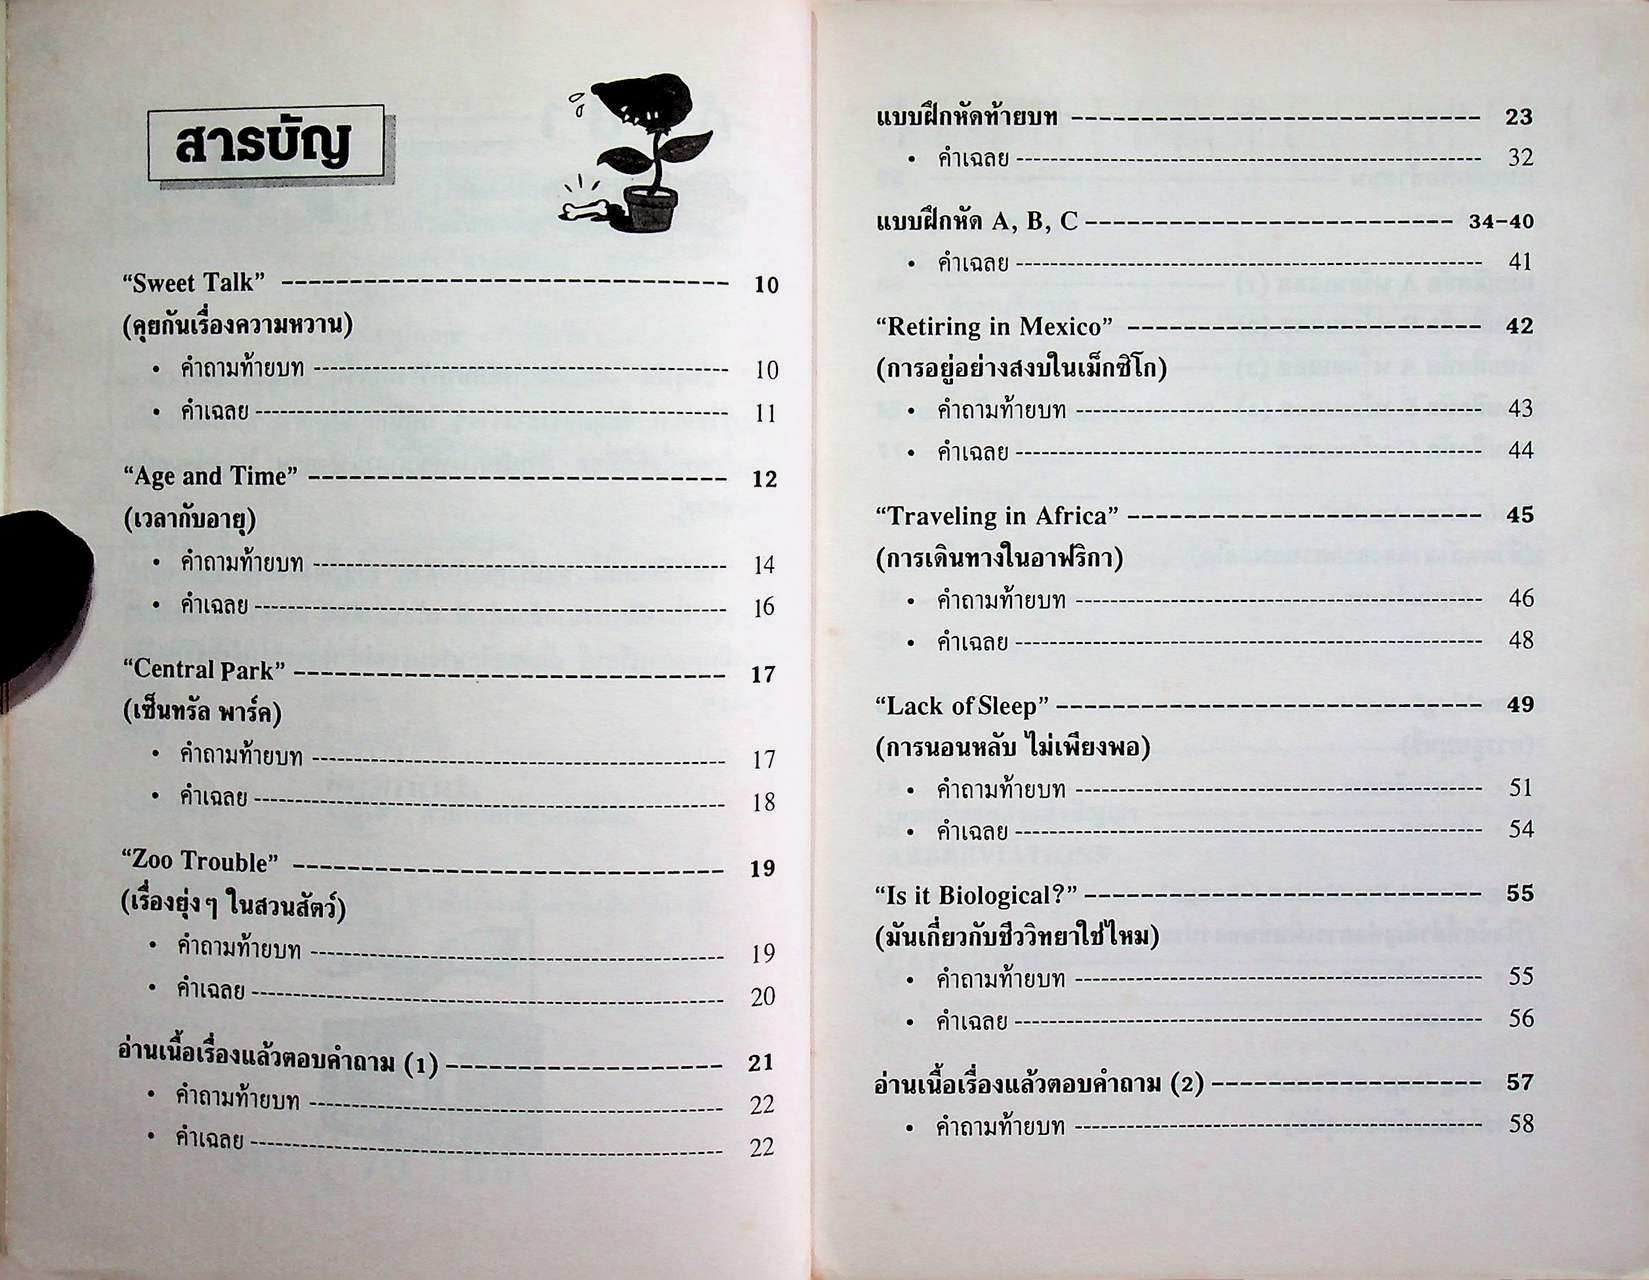 สารบัญ
“Sweet Talk” 10
(คุยกันเรื่องความหวาน)
• คำถามท้ายบท 10
• คำเฉลย 11
“Age and Time” 12
(เวลากับอายุ)
• คำถามท้ายบท 14
• คำเฉลย 16
“Central Park” 17
(เซ็นทรัล พาร์ค)
• คำถามท้ายบท 17
• คำเฉลย 18
“Zoo Trouble” 19
(เรื่องยุ่งๆ ในสวนสัตว์)
• คำถามท้ายบท 19
• คำเฉลย 20
อ่านเนื้อเรื่องแล้วตอบคำถาม (1) 21
• คำถามท้ายบท 22
• คำเฉลย 22
แบบฝึกหัดท้ายบท 23
• คำเฉลย 32
แบบฝึกหัด A, B, C 34-40
• คำเฉลย 41
“Retiring in Mexico” 42
(การอยู่อย่างสงบในเม็กซิโก)
• คำถามท้ายบท 43
• คำเฉลย 44
“Traveling in Africa” 45
(การเดินทางในอาฟริกา)
• คำถามท้ายบท 46
• คำเฉลย 48
“Lack of Sleep” 49
(การนอนหลับ ไม่เพียงพอ)
• คำถามท้ายบท 51
• คำเฉลย 54
“Is it Biological?” 55
(มันเกี่ยวกับชีววิทยาใช่ไหม)
• คำถามท้ายบท 55
• คำเฉลย 56
อ่านเนื้อเรื่องแล้วตอบคำถาม (2) 57
• คำถามท้ายบท 58